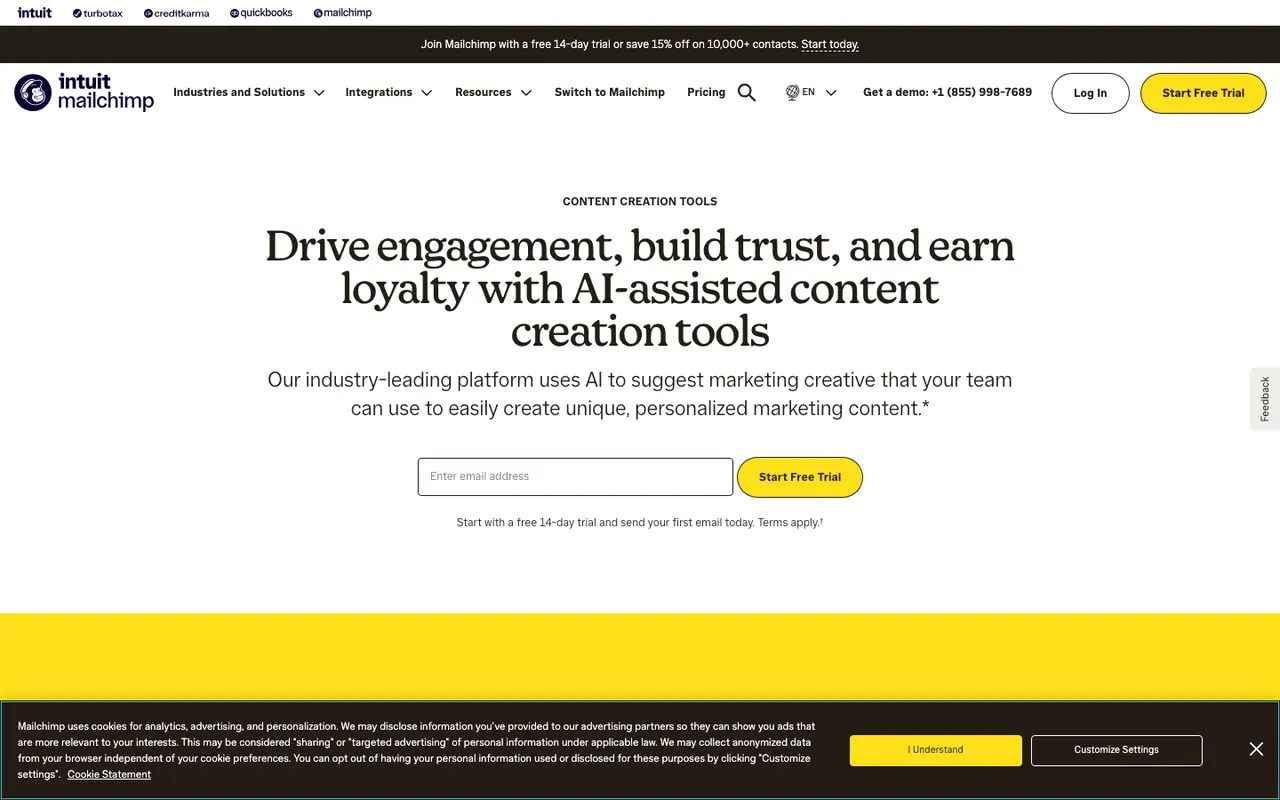 intuit turbotax creditkarma quickbooks mailchimp
Join Mailchimp with a free 14-day trial or save 15% off on 10,000+ contacts. Start today.
intuit mailchimp
Industries and Solutions Integrations Resources Switch to Mailchimp Pricing EN Get a demo: +1 (855) 998-7689 Log In Start Free Trial
CONTENT CREATION TOOLS
Drive engagement, build trust, and earn
loyalty with AI-assisted content
creation tools
Our industry-leading platform uses AI to suggest marketing creative that your team
can use to easily create unique, personalized marketing content.*
Feedback
Enter email address Start Free Trial
Start with a free 14-day trial and send your first email today. Terms apply.†
Mailchimp uses cookies for analytics, advertising, and personalization. We may disclose information you've provided to our advertising partners so they can show you ads that
are more relevant to your interests. This may be considered "sharing" or "targeted advertising" of personal information under applicable law. We may collect anonymized data
from your browser independent of your cookie preferences. You can opt out of having your personal information used or disclosed for these purposes by clicking "Customize
settings". Cookie Statement
I Understand Customize Settings